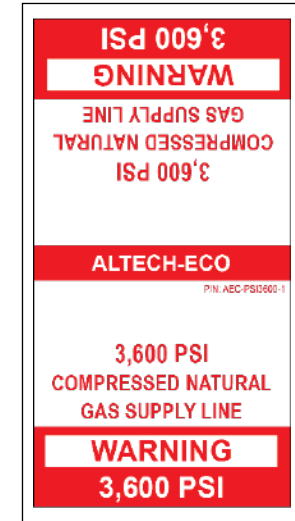 3,600 PSI
WARNING
GAS SUPPLY LINE
COMPRESSED NATURAL
3,600 PSI
ALTECH-ECO
P/N: AEC-PSI3600-1
3,600 PSI
COMPRESSED NATURAL
GAS SUPPLY LINE
WARNING
3,600 PSI